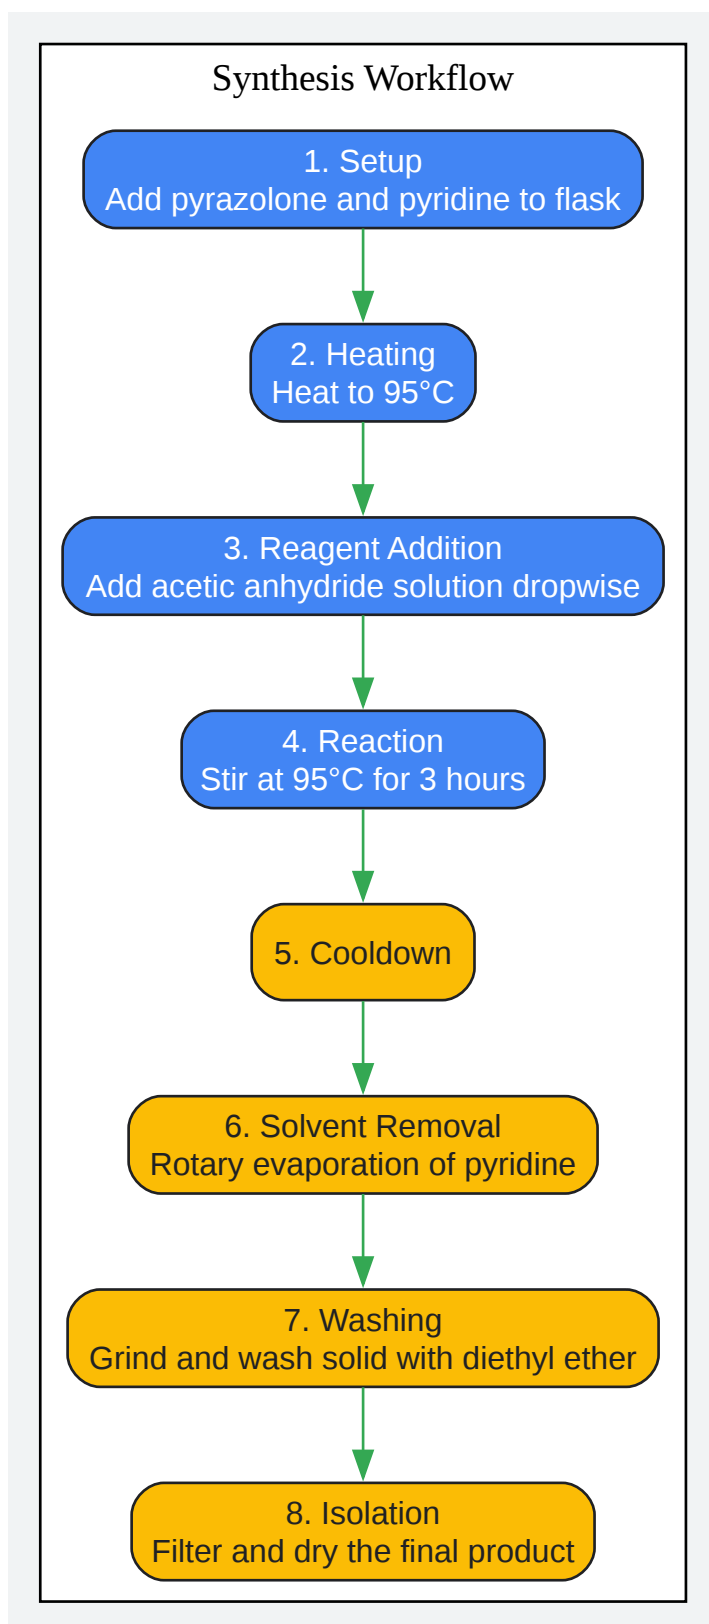 Synthesis Workflow
1. Setup
Add pyrazolone and pyridine to flask
2. Heating
Heat to 95°C
3. Reagent Addition
Add acetic anhydride solution dropwise
4. Reaction
Stir at 95°C for 3 hours
5. Cooldown
6. Solvent Removal
Rotary evaporation of pyridine
7. Washing
Grind and wash solid with diethyl ether
8. Isolation
Filter and dry the final product